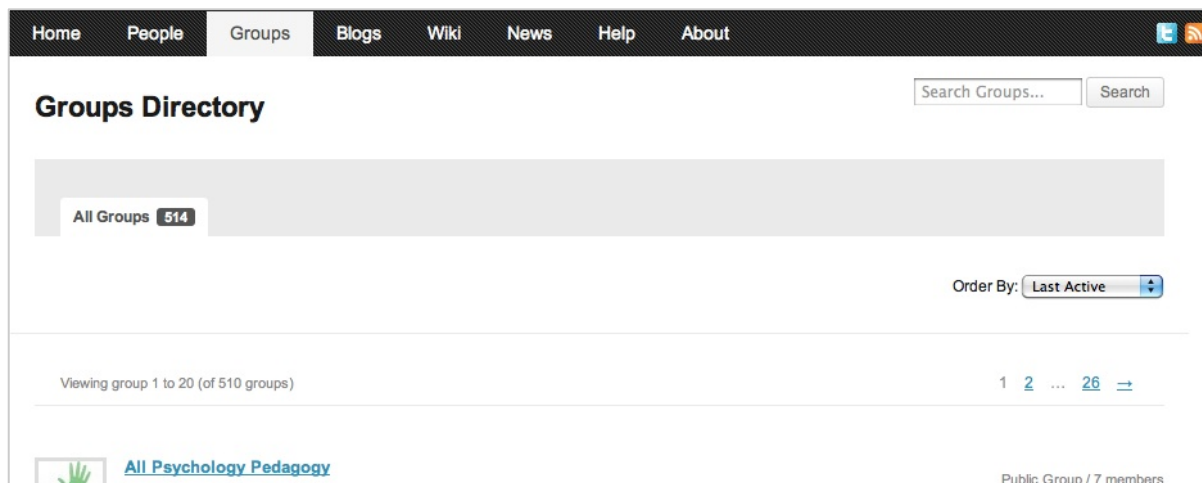 Home People Groups Blogs Wiki News Help About
Search Groups... Search
Groups Directory
All Groups 514
Order By: Last Active
Viewing group 1 to 20 (of 510 groups)
1 2 ... 26 →
All Psychology Pedagogy
Public Group / 7 members